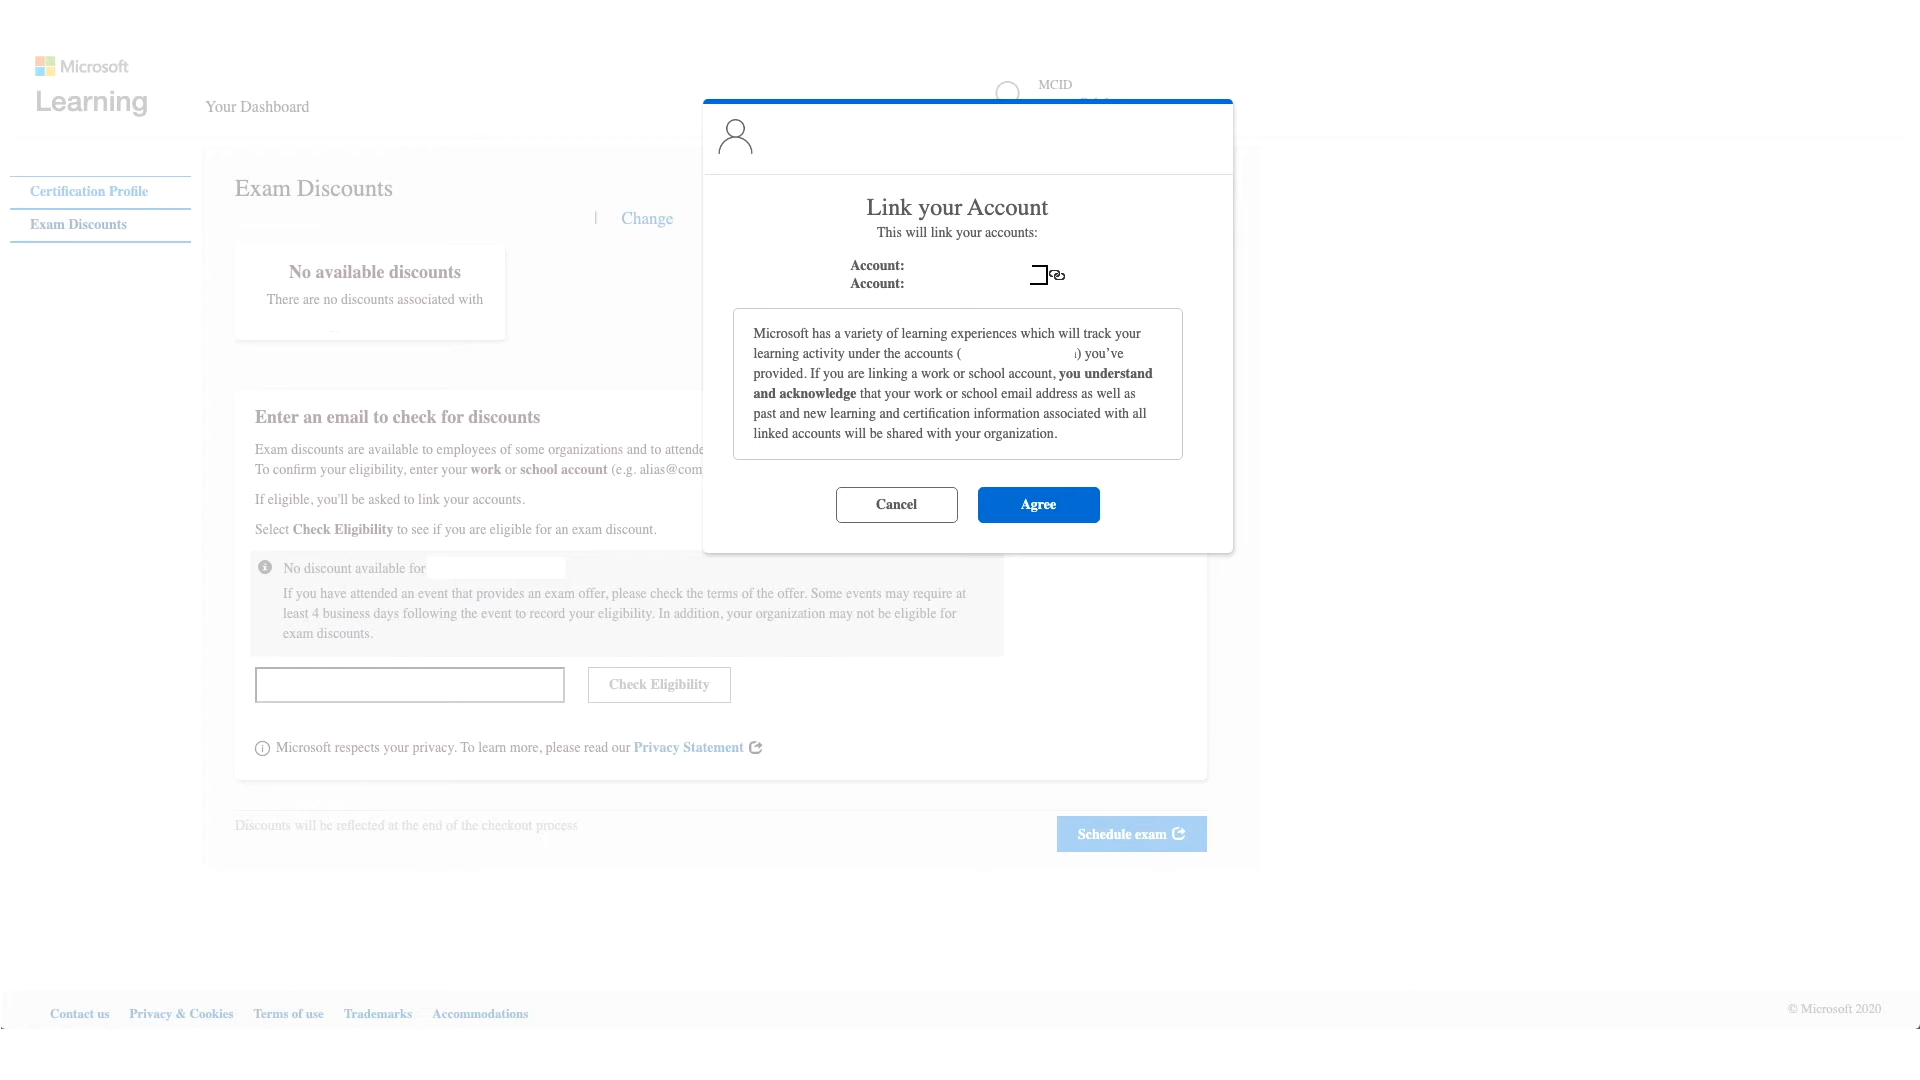 Microsoft
Learning
Your Dashboard
MCID
Certification Profile
Exam Discounts
Exam Discounts
| Change
No available discounts
There are no discounts associated with
Enter an email to check for discounts
Exam discounts are available to employees of some organizations and to
To confirm your eligibility, enter your work or school account (e.g.
If eligible, you'll be asked to link your accounts.
Select Check Eligibility to see if you are eligible for an exam discount.
No discount available for
If you have attended an event that provides an exam offer, please check the terms of the offer. Some events may require at
least 4 business days following the event to record your eligibility. In addition, your organization may not be eligible for
exam discounts.
Check Eligibility
Microsoft respects your privacy. To learn more, please read our Privacy Statement
Discounts will be reflected at the end of the checkout process
Schedule exam
Link your Account
This will link your accounts:
Account:
Account:
Microsoft has a variety of learning experiences which will track your
learning activity under the accounts ( ) you've
provided. If you are linking a work or school account, you understand
and acknowledge that your work or school email address as well as
past and new learning and certification information associated with all
linked accounts will be shared with your organization.
Cancel
Agree
Contact us Privacy & Cookies Terms of use Trademarks Accommodations
© Microsoft 2020